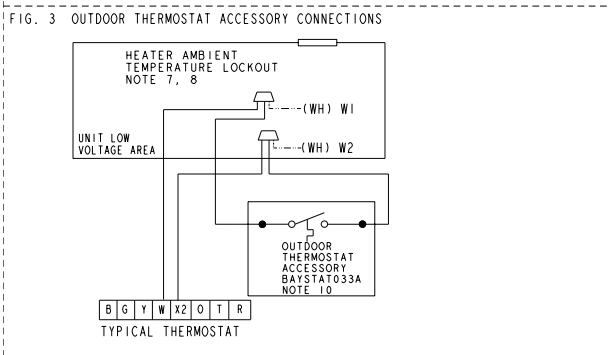 FIG. 3 OUTDOOR THERMOSTAT ACCESSORY CONNECTIONS
HEATER AMBIENT
TEMPERATURE LOCKOUT
NOTE 7, 8
(WH) W1
UNIT LOW
VOLTAGE AREA
(WH) W2
OUTDOOR
THERMOSTAT
ACCESSORY
BAYSTAT033A
NOTE 10
B G Y W X2 O T R
TYPICAL THERMOSTAT